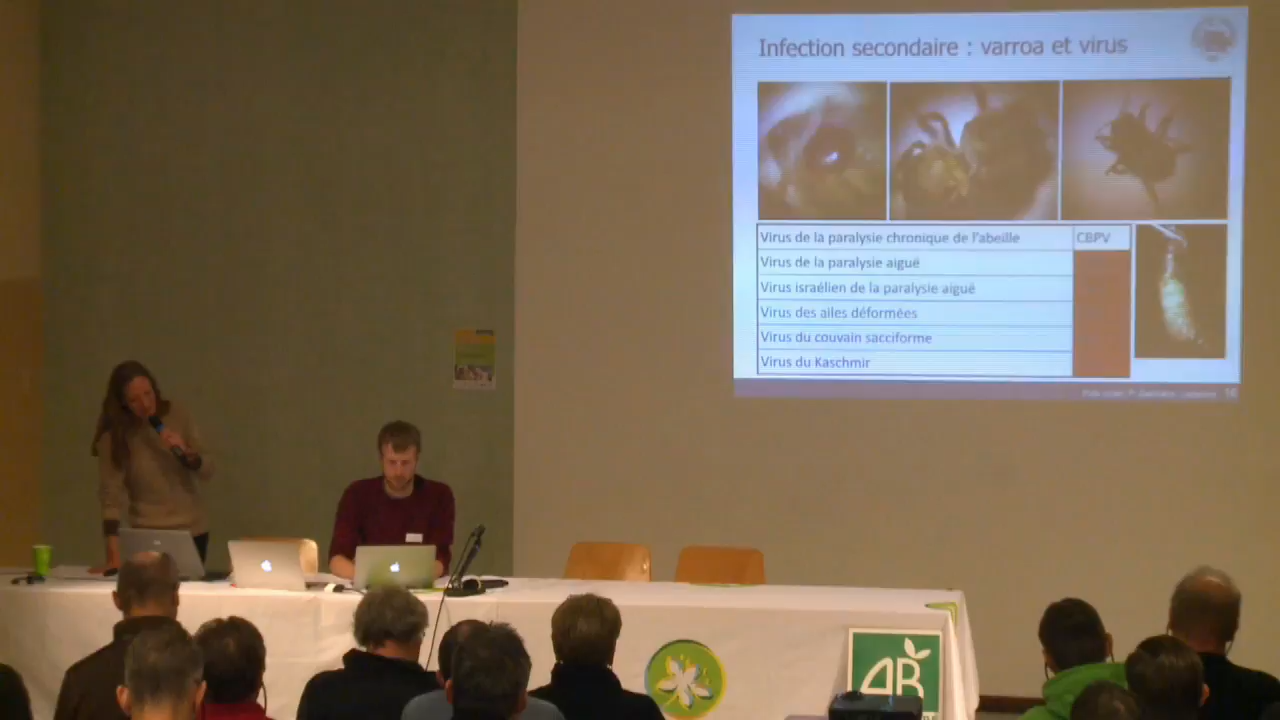 Infection secondaire : varroa et virus
Virus de la paralysie chronique de l'abeille CBPV
Virus de la paralysie aiguë
Virus israélien de la paralysie aiguë
Virus des ailes déformées
Virus du couvain sacciforme
Virus du Kaschmir
16
AB